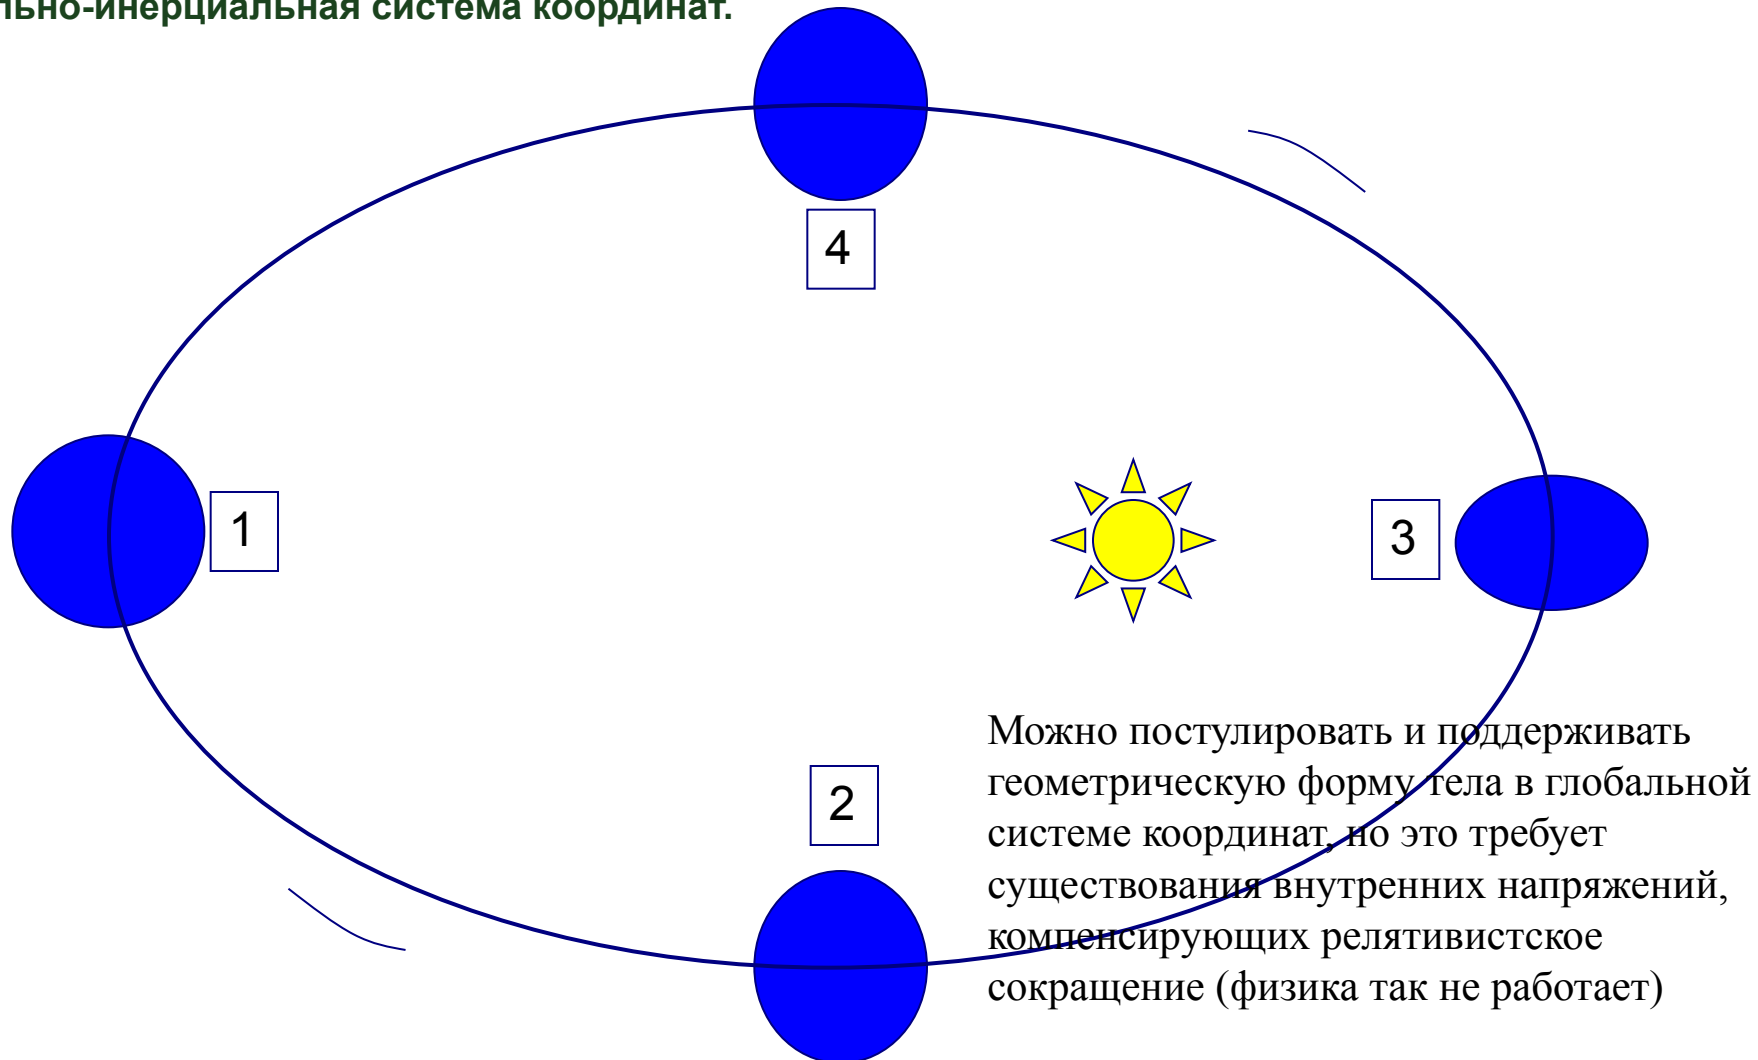 льно-инерциальная система координат.
4
1
3
2
Можно постулировать и поддерживать
геометрическую форму тела в глобальной
системе координат, но это требует
существования внутренних напряжений,
компенсирующих релятивистское
сокращение (физика так не работает)